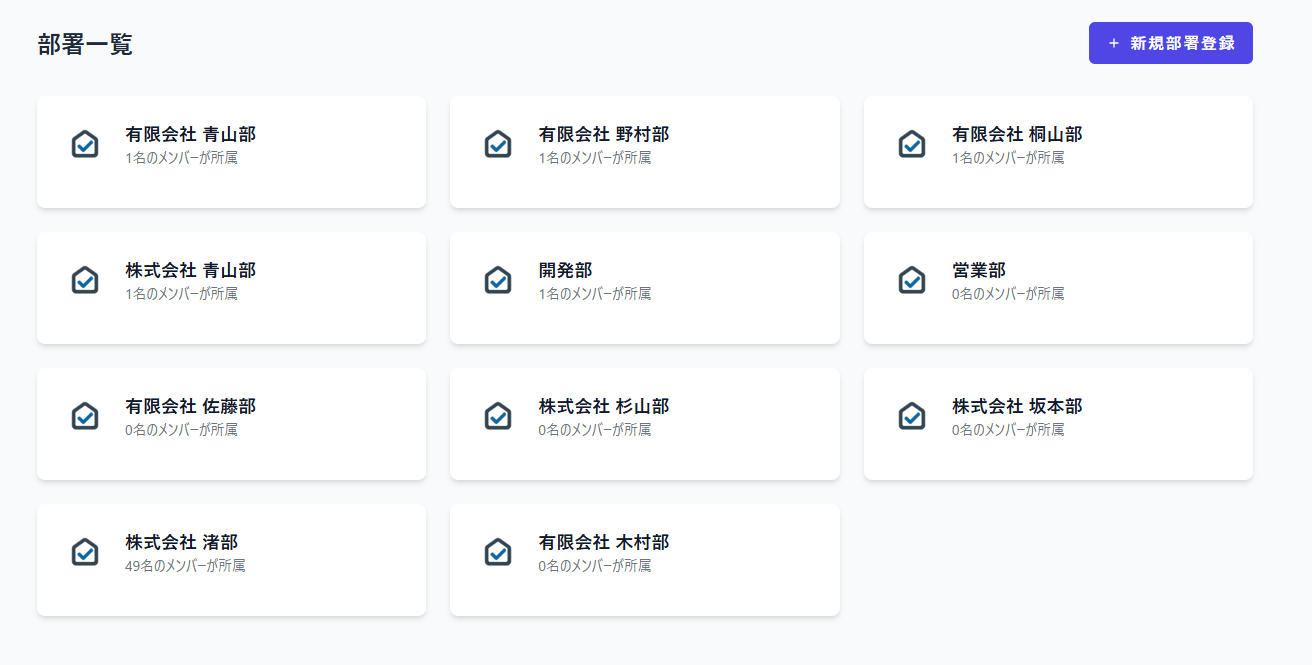 部署一覧
+ 新規部署登録
有限会社 青山部
1名のメンバーが所属
有限会社 野村部
1名のメンバーが所属
有限会社 桐山部
1名のメンバーが所属
株式会社 青山部
1名のメンバーが所属
開発部
1名のメンバーが所属
営業部
0名のメンバーが所属
有限会社 佐藤部
0名のメンバーが所属
株式会社 杉山部
0名のメンバーが所属
株式会社 坂本部
0名のメンバーが所属
株式会社 渚部
49名のメンバーが所属
有限会社 木村部
0名のメンバーが所属